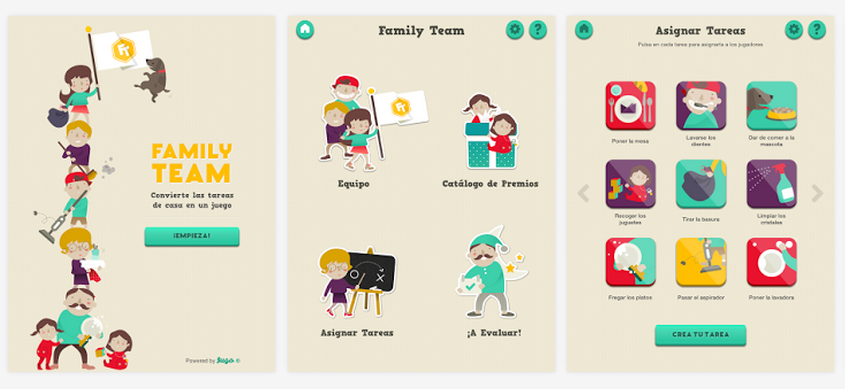 FT
FAMILY
TEAM
Convierte las tareas
de casa en un juego
¡EMPIEZA!
Powered by
Family Team
?
FT
Equipo
Catálogo de Premios
Asignar Tareas
¡A Evaluar!
Asignar Tareas
?
Pulsa en cada tarea para asignarla a los jugadores
Poner la mesa
Lavarse los
dientes
Dar de comer a la
mascota
Recoger los
juguetes
Tirar la basura
Limpiar los
cristales
Fregar los platos
Pasar el aspirador
Poner la lavadora
CREA TU TAREA